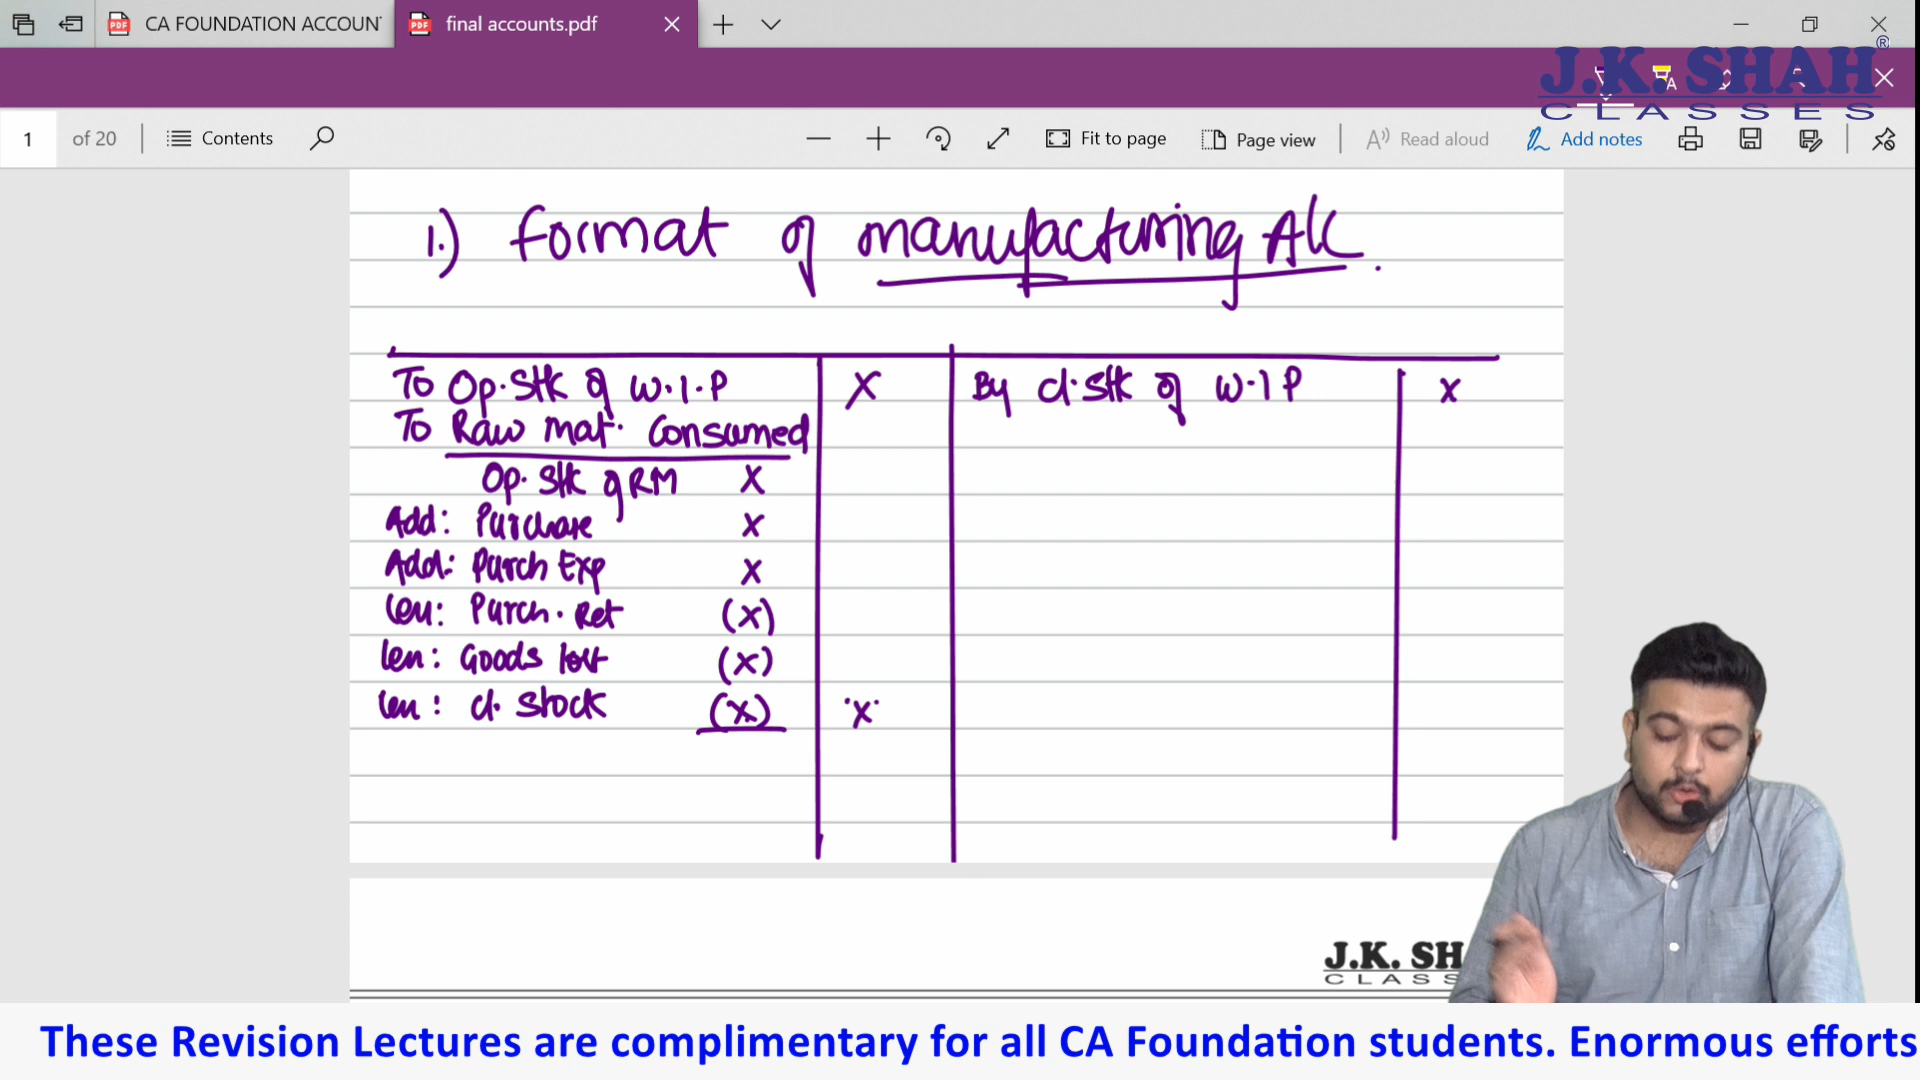 CA FOUNDATION ACCOUNT
final accounts.pdf
J.K. SHAH®
CLASSES
1 of 20 Contents Fit to page Page view Read aloud Add notes
1.) Format of manufacturing A/C.
To Op. Stk of W.I.P X By Cl. Stk of W.I.P X
To Raw mat. Consumed
Op. Stk of RM X
Add: Purchase X
Add: Purch Exp X
Less: Purch. Ret (X)
Less: Goods lost (X)
Less: Cl. Stock (X) X
J.K. SH
CLASS
These Revision Lectures are complimentary for all CA Foundation students. Enormous efforts